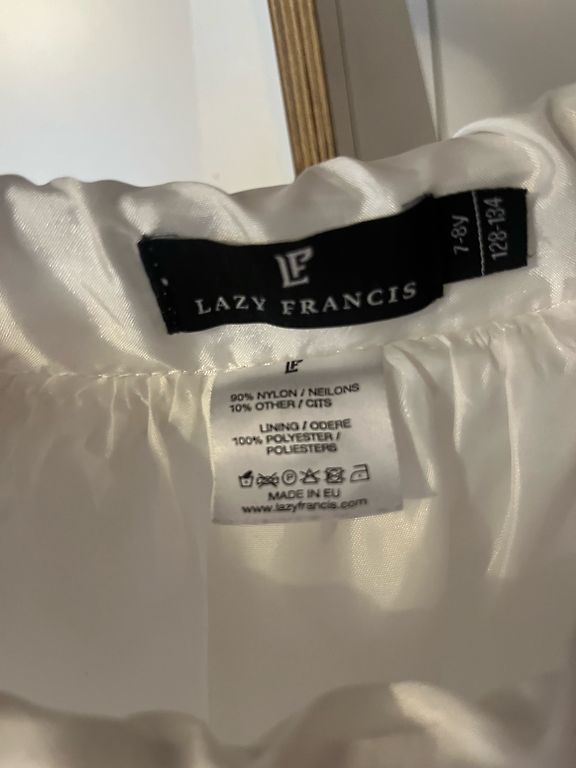 LF
LAZY FRANCIS
7-8y
128-134
LF
90% NYLON / NEILONS
10% OTHER / CITS
LINING / ODERE
100% POLYESTER /
POLIESTERS
MADE IN EU
www.lazyfrancis.com